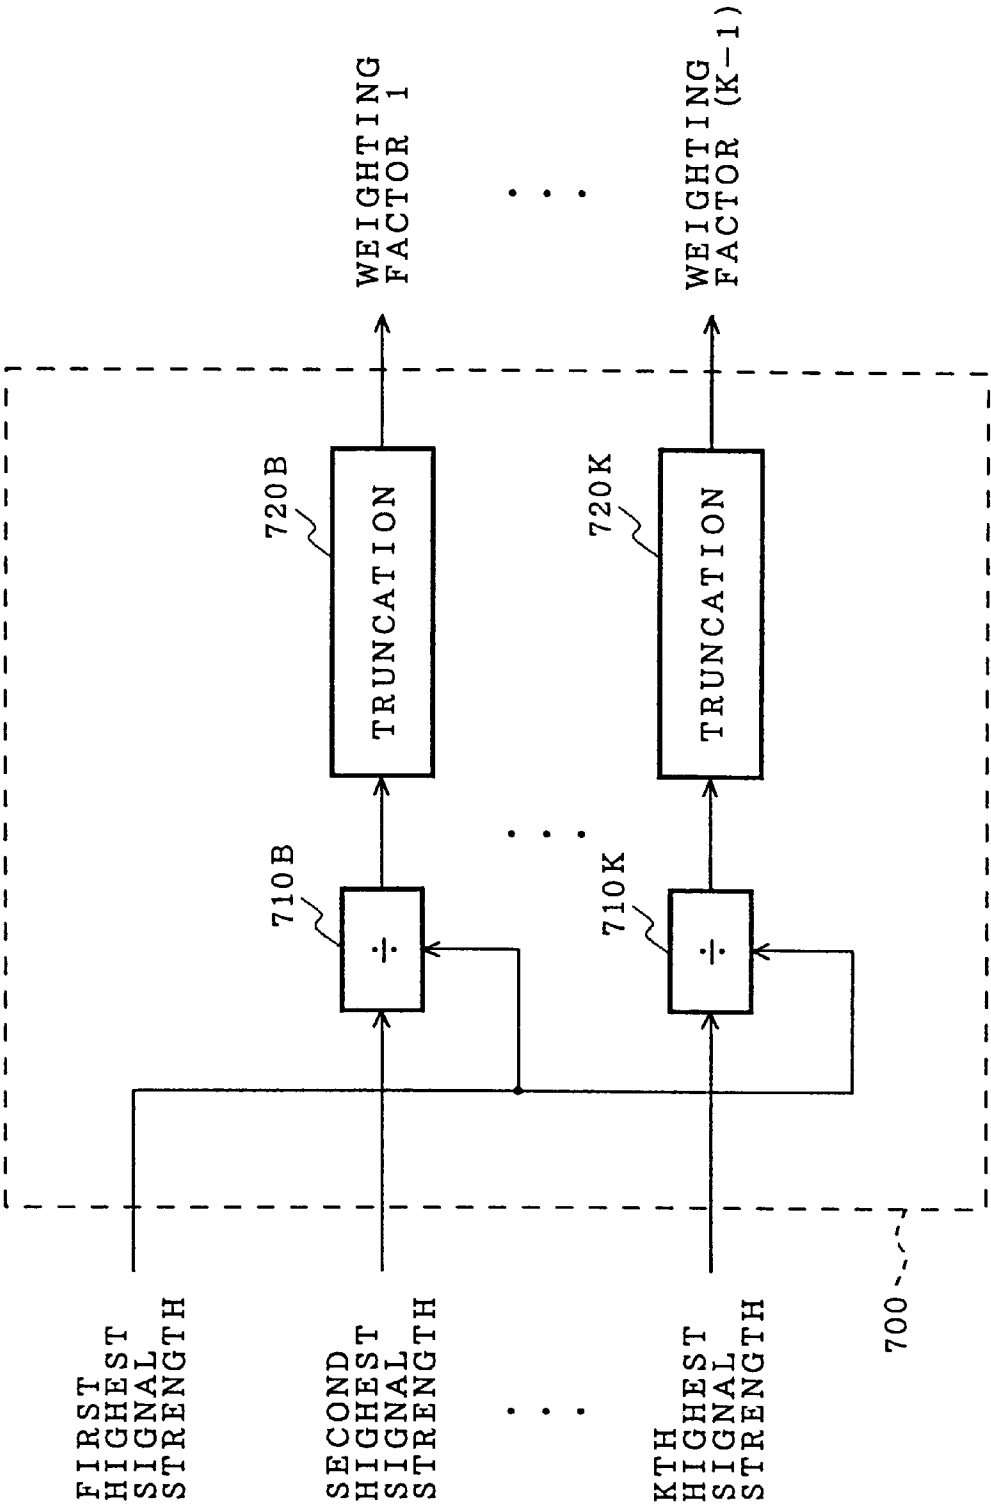 FIRST
HIGHEST
SIGNAL
STRENGTH
SECOND
HIGHEST
SIGNAL
STRENGTH
KTH
HIGHEST
SIGNAL
STRENGTH
710B
÷
710K
÷
720B
TRUNCATION
720K
TRUNCATION
WEIGHTING
FACTOR 1
WEIGHTING
FACTOR (K-1)
700